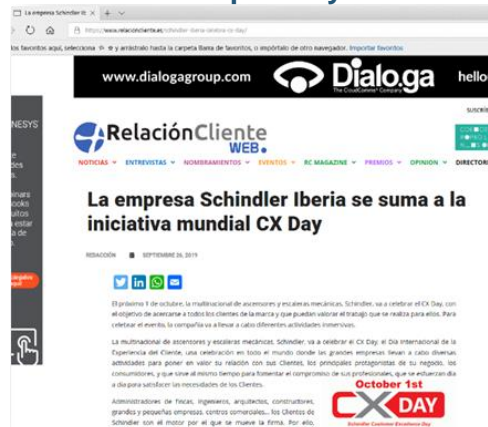 La empresa Schindler Ib
https://www.relacioncliente.es/schindler-iberia-celebra-cx-day/
los favoritos aquí, selecciona y arrástralo hasta la carpeta Barra de favoritos, o impórtalo de otro navegador. Importar favoritos
www.dialogagroup.com Dialo.ga hello
The CloudComms Company
NESYS
SUSCRÍ
RelaciónCliente
WEB.
NOTICIAS ENTREVISTAS NOMBRAMIENTOS EVENTOS RC MAGAZINE PREMIOS OPINION DIRECTORI
La empresa Schindler Iberia se suma a la
iniciativa mundial CX Day
REDACCIÓN SEPTIEMBRE 26, 2019
El próximo 1 de octubre, la multinacional de ascensores y escaleras mecánicas, Schindler, va a celebrar el CX Day, con
el objetivo de acercarse a todos los clientes de la marca y que puedan valorar el trabajo que se realiza para ellos. Para
celebrar el evento, la compañía va a llevar a cabo diferentes actividades inmersivas.
La multinacional de ascensores y escaleras mecánicas, Schindler, va a celebrar el CX Day, el Día Internacional de la
Experiencia del Cliente, una celebración en todo el mundo donde las grandes empresas llevan a cabo diversas
actividades para poner en valor su relación con sus Clientes, los principales protagonistas de su negocio, los
consumidores, y que sirve al mismo tiempo para fomentar el compromiso de sus profesionales, que se esfuerzan día
a día para satisfacer las necesidades de los Clientes.
Administradores de fincas, ingenieros, arquitectos, constructores,
grandes y pequeñas empresas, centros comerciales... los Clientes de
Schindler son el motor por el que se mueve la firma. Por ello,
October 1st
CX DAY
Schindler Customer Excellence Day